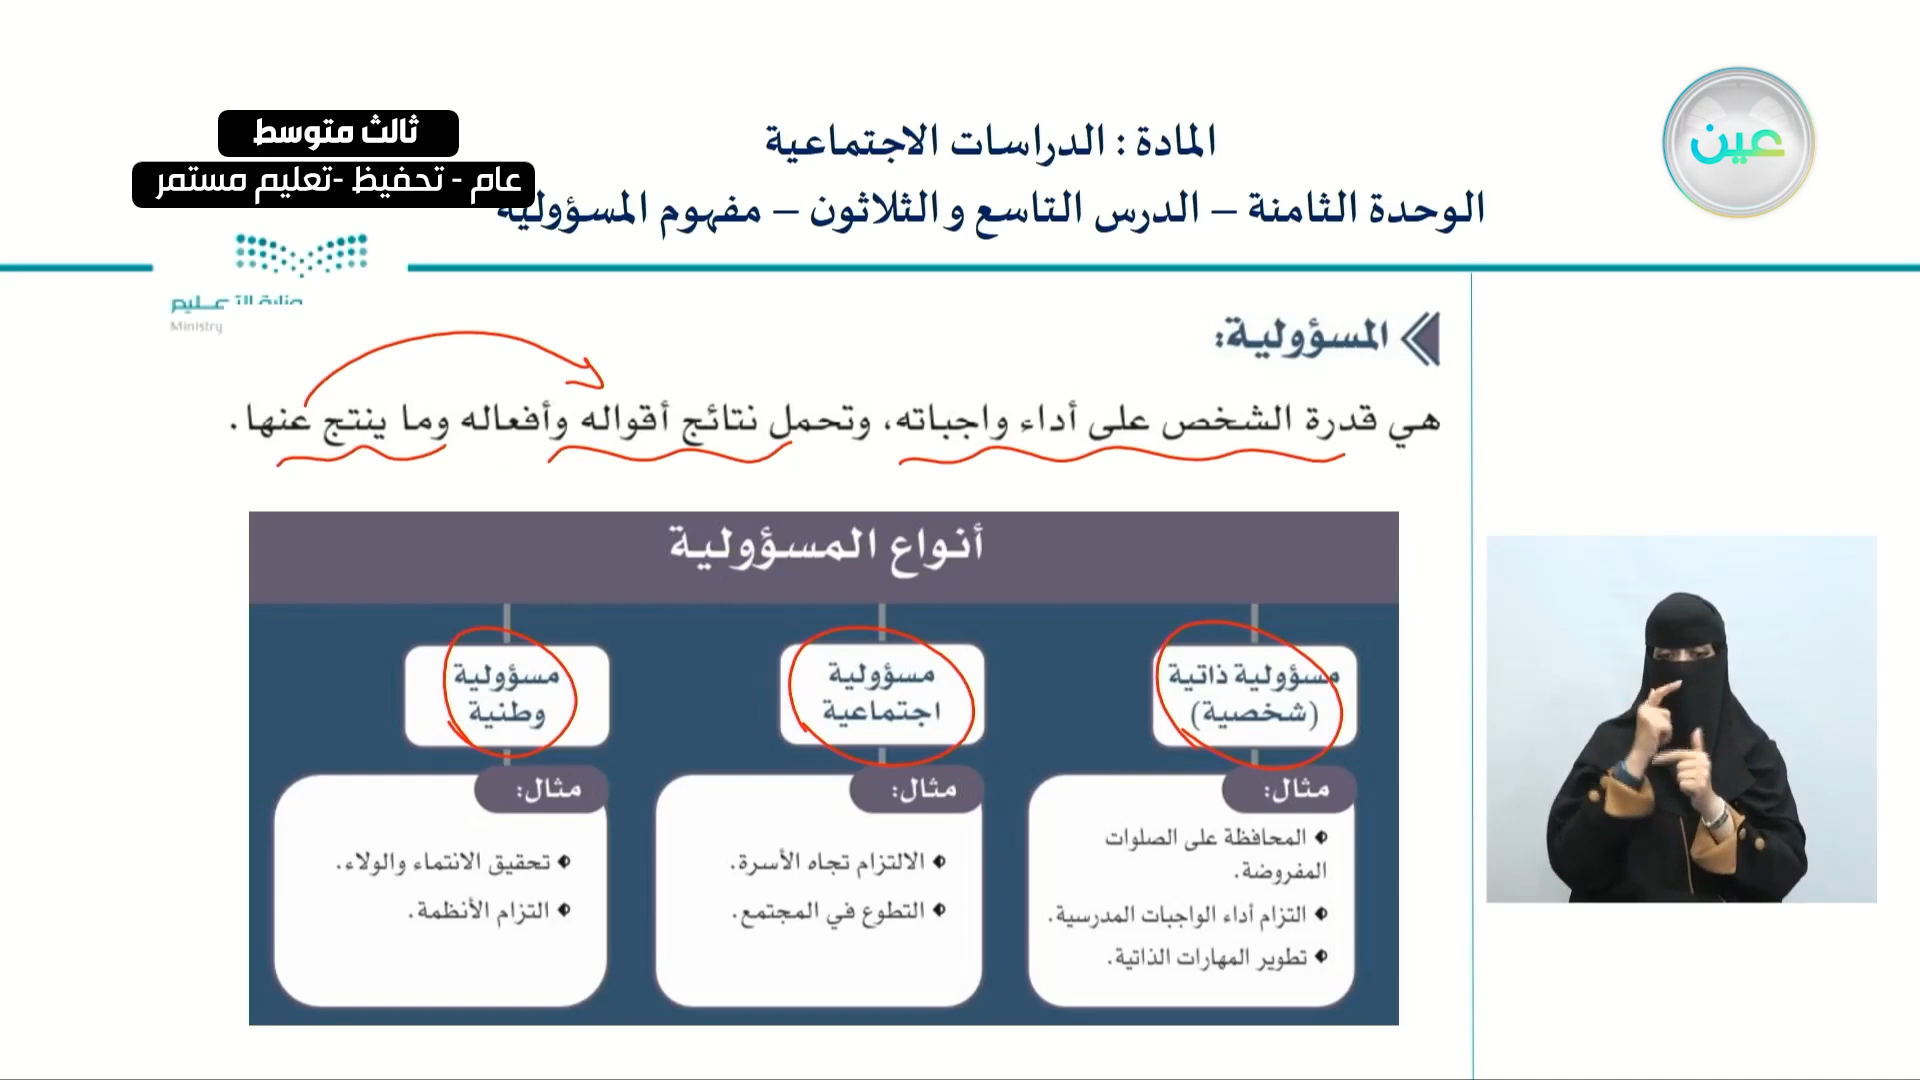 عين
المادة : الدراسات الاجتماعية
ثالث متوسط
عام - تحفيظ -تعليم مستمر
الوحدة الثامنة – الدرس التاسع والثلاثون – مفهوم المسؤولية
وزارة التعليم
Ministry
المسؤولية:
هي قدرة الشخص على أداء واجباته، وتحمل نتائج أقواله وأفعاله وما ينتج عنها.
أنواع المسؤولية
مسؤولية ذاتية
(شخصية)
مثال:
المحافظة على الصلوات
المفروضة.
التزام أداء الواجبات المدرسية.
تطوير المهارات الذاتية.
مسؤولية
اجتماعية
مثال:
الالتزام تجاه الأسرة.
التطوع في المجتمع.
مسؤولية
وطنية
مثال:
تحقيق الانتماء والولاء.
التزام الأنظمة.